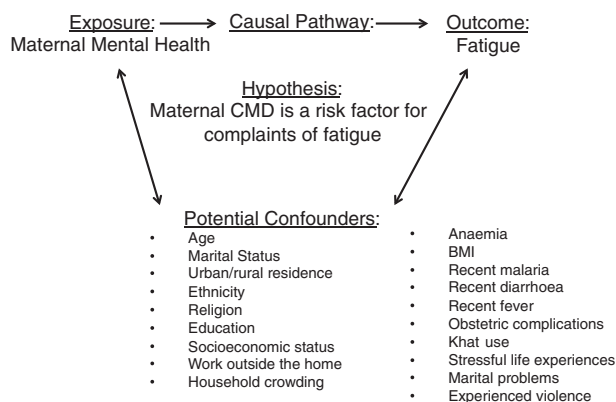 Exposure:
Maternal Mental Health
Causal Pathway:
Outcome:
Fatigue
Hypothesis:
Maternal CMD is a risk factor for
complaints of fatigue
Potential Confounders:
• Age
• Marital Status
• Urban/rural residence
• Ethnicity
• Religion
• Education
• Socioeconomic status
• Work outside the home
• Household crowding
• Anaemia
• BMI
• Recent malaria
• Recent diarrhoea
• Recent fever
• Obstetric complications
• Khat use
• Stressful life experiences
• Marital problems
• Experienced violence